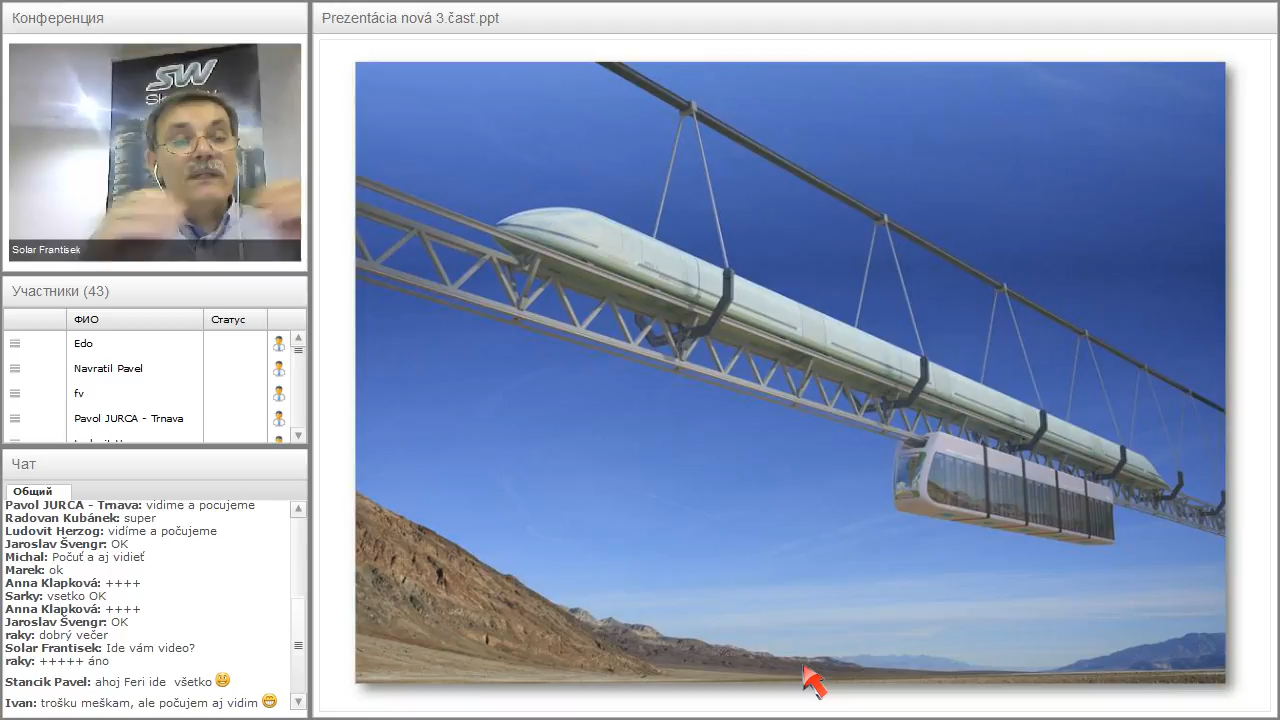 Конференция
SW
Solar Frantisek
Участники (43)
ФИО
Статус
Edo
Navratil Pavel
fv
Pavol JURCA - Trnava
Чат
Общий
Pavol JURCA - Trnava: vidime a pocujeme
Radovan Kubánek: super
Ludovit Herzog: vidíme a počujeme
Jaroslav Švengr: OK
Michal: Počuť a aj vidieť
Marek: ok
Anna Klapková: ++++
Sarky: vsetko OK
Anna Klapková: ++++
Jaroslav Švengr: OK
raky: dobrý večer
Solar Frantisek: Ide vám video?
raky: +++++ áno
Stancik Pavel: ahoj Feri ide všetko
Ivan: trošku meškám, ale počujem aj vidim
Prezentácia nová 3.časť.ppt